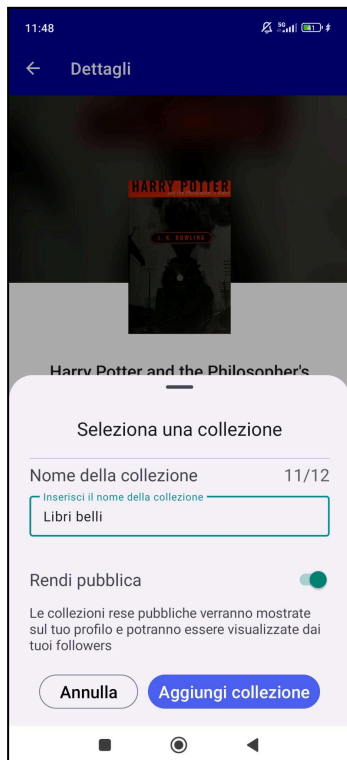 11:48
5G
Dettagli
HARRY POTTER
J. K. ROWLING
Harry Potter and the Philosopher's
Seleziona una collezione
Nome della collezione 11/12
Inserisci il nome della collezione
Libri belli
Rendi pubblica
Le collezioni rese pubbliche verranno mostrate
sul tuo profilo e potranno essere visualizzate dai
tuoi followers
Annulla Aggiungi collezione